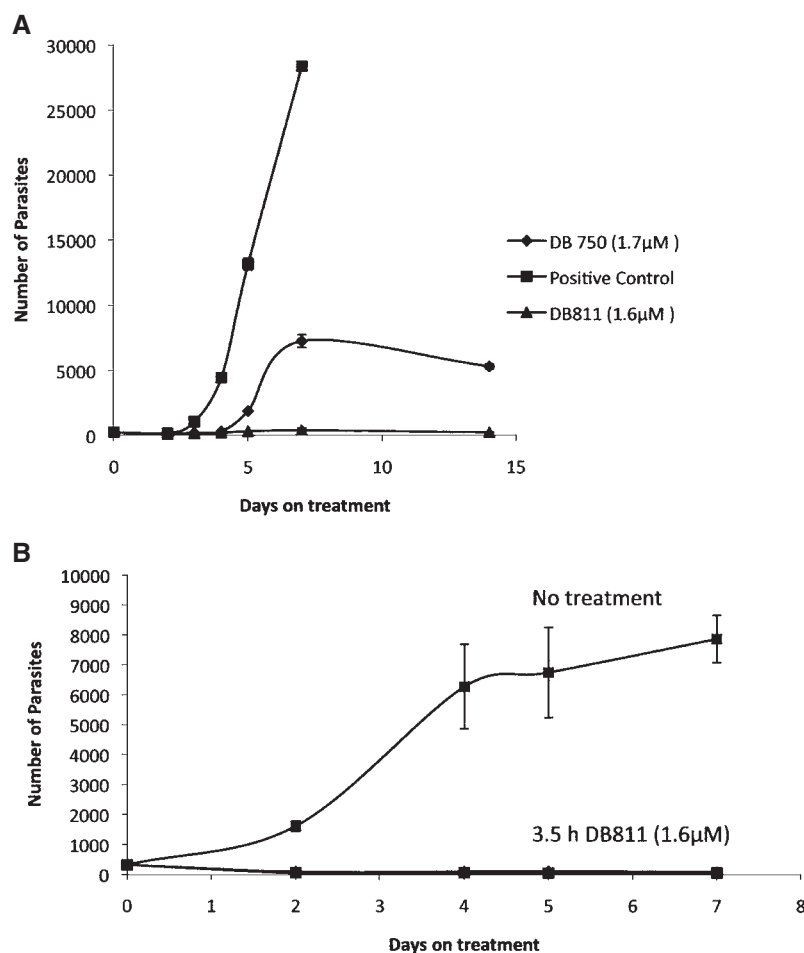 A
30000
25000
20000
15000
10000
5000
0
Number of Parasites
0 5 10 15
Days on treatment
DB 750 (1.7µM )
Positive Control
DB811 (1.6µM )
B
10000
9000
8000
7000
6000
5000
4000
3000
2000
1000
0
Number of Parasites
No treatment
3.5 h DB811 (1.6µM)
0 1 2 3 4 5 6 7 8
Days on treatment